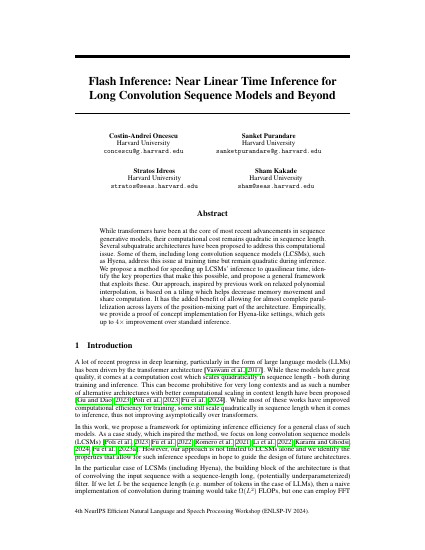 Flash Inference: Near Linear Time Inference for
Long Convolution Sequence Models and Beyond
Costin-Andrei Oncescu
Harvard University
concescu@g.harvard.edu
Sanket Purandare
Harvard University
sanketpurandare@g.harvard.edu
Stratos Idreos
Harvard University
stratos@seas.harvard.edu
Sham Kakade
Harvard University
sham@seas.harvard.edu
Abstract
While transformers have been at the core of most recent advancements in sequence
generative models, their computational cost remains quadratic in sequence length.
Several subquadratic architectures have been proposed to address this computational
issue. Some of them, including long convolution sequence models (LCSMs), such
as Hyena, address this issue at training time but remain quadratic during inference.
We propose a method for speeding up LCSMs' inference to quasilinear time, iden-
tify the key properties that make this possible, and propose a general framework
that exploits these. Our approach, inspired by previous work on relaxed polynomial
interpolation, is based on a tiling which helps decrease memory movement and
share computation. It has the added benefit of allowing for almost complete paral-
lelization across layers of the position-mixing part of the architecture. Empirically,
we provide a proof of concept implementation for Hyena-like settings, which gets
up to 4× improvement over standard inference.
1 Introduction
A lot of recent progress in deep learning, particularly in the form of large language models (LLMs)
has been driven by the transformer architecture [Vaswani et al., 2017]. While these models have great
quality, it comes at a computation cost which scales quadratically in sequence length - both during
training and inference. This can become prohibitive for very long contexts and as such a number
of alternative architectures with better computational scaling in context length have been proposed
[Gu and Dao, 2023, Poli et al., 2023, Fu et al., 2024]. While most of these have improved
computational efficiency for training, some still scale quadratically in sequence length when it comes
to inference, thus not improving asymptotically over transformers.
In this work, we propose a framework for optimizing inference efficiency for a general class of such
models. As a case study, which inspired the method, we focus on long convolution sequence models
(LCSMs) [Poli et al., 2023, Fu et al., 2022, Romero et al., 2021, Li et al., 2022, Karami and Ghodsi,
2024, Fu et al., 2023a]. However, our approach is not limited to LCSMs alone and we identify the
properties that allow for such inference speedups in hope to guide the design of future architectures.
In the particular case of LCSMs (including Hyena), the building block of the architecture is that
of convolving the input sequence with a sequence-length long, (potentially underparameterized)
filter. If we let L be the sequence length (e.g. number of tokens in the case of LLMs), then a naive
implementation of convolution during training would take Ω(L²) FLOPs, but one can employ FFT
4th NeurIPS Efficient Natural Language and Speech Processing Workshop (ENLSP-IV 2024).